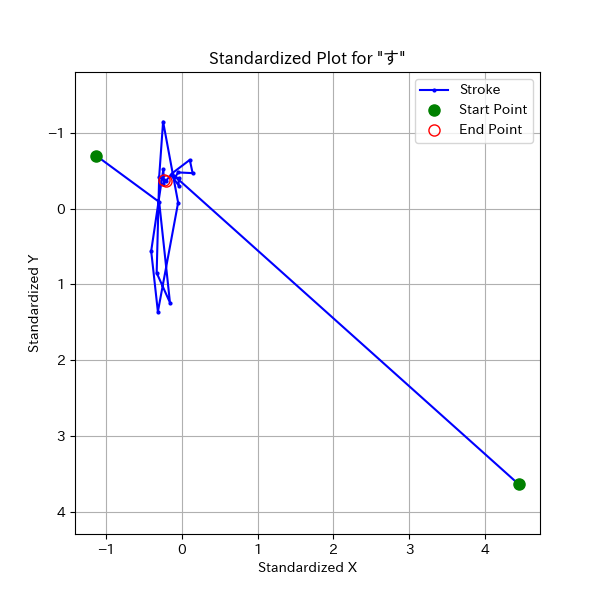 Standardized Plot for "す"
Stroke
Start Point
End Point
−1
0
1
2
3
4
Standardized Y
−1 0 1 2 3 4
Standardized X